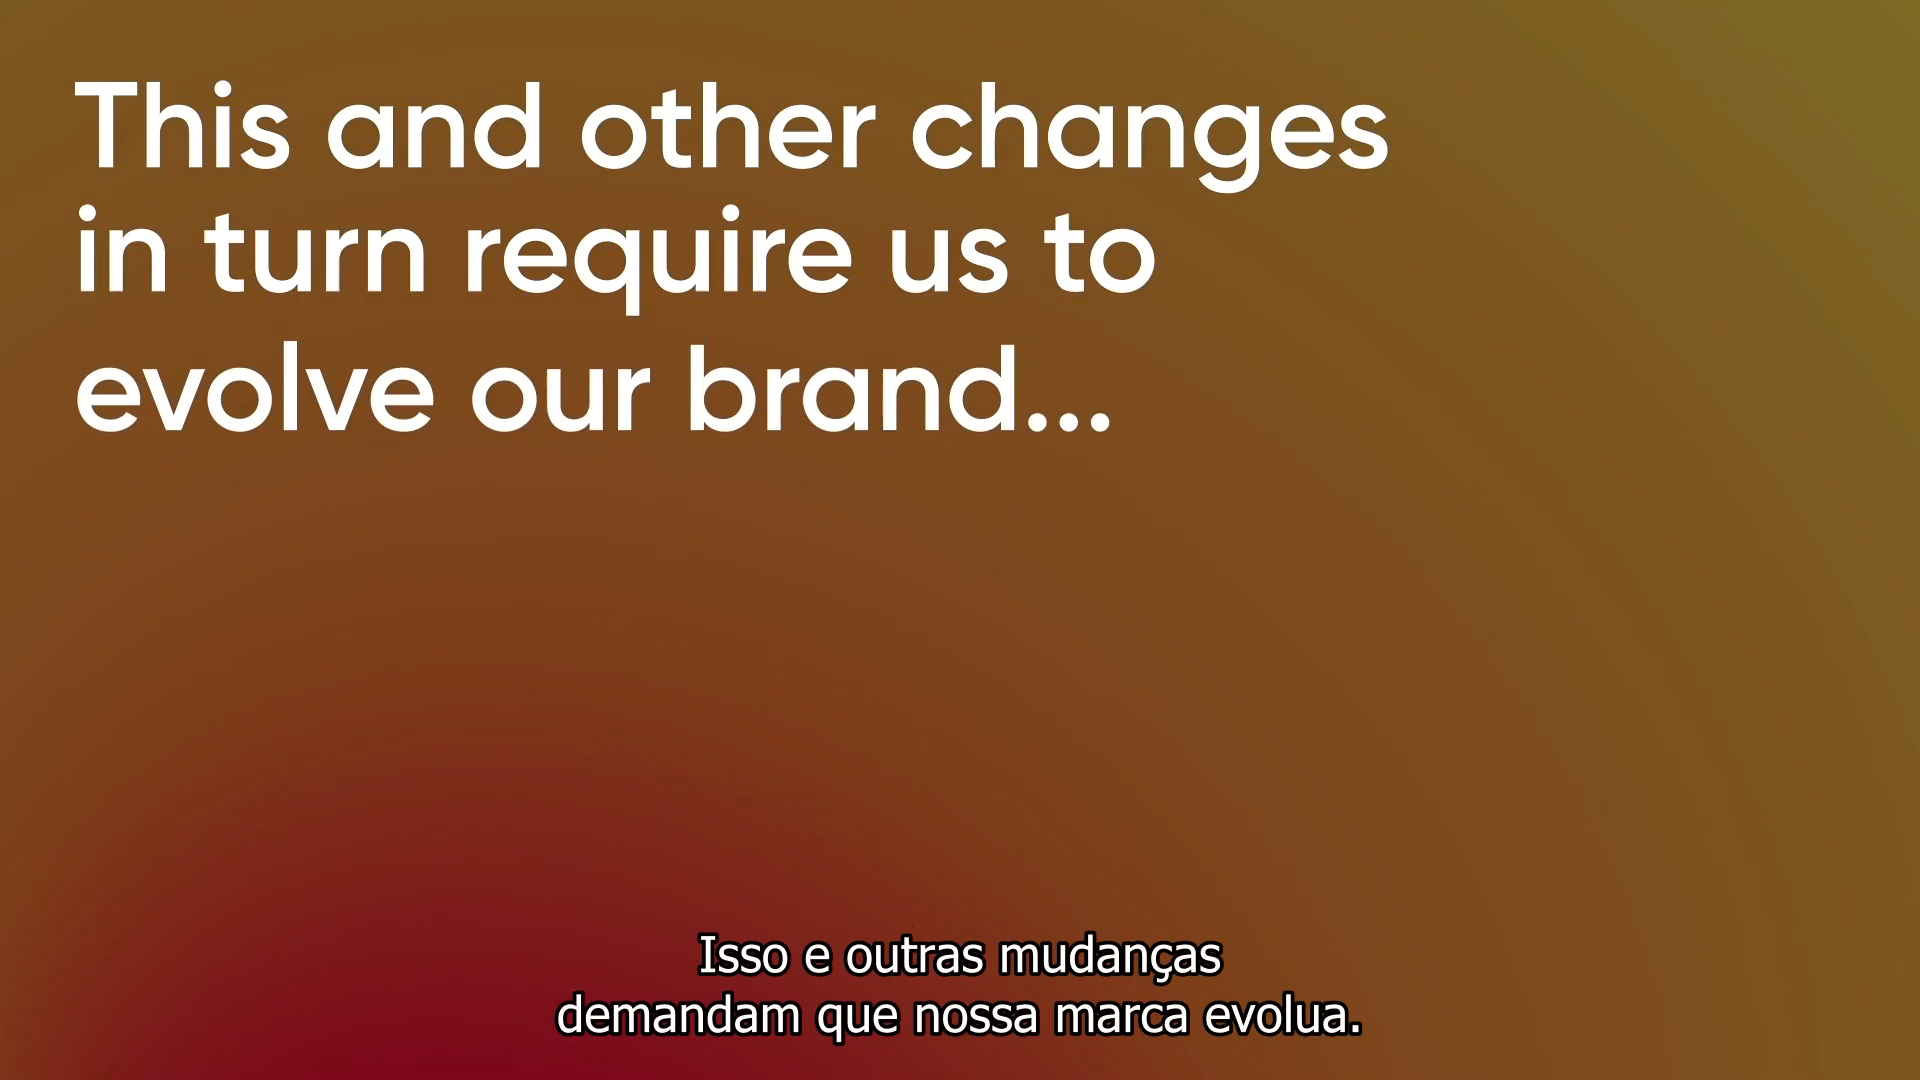 This and other changes
in turn require us to
evolve our brand...
Isso e outras mudanças
demandam que nossa marca evolua.